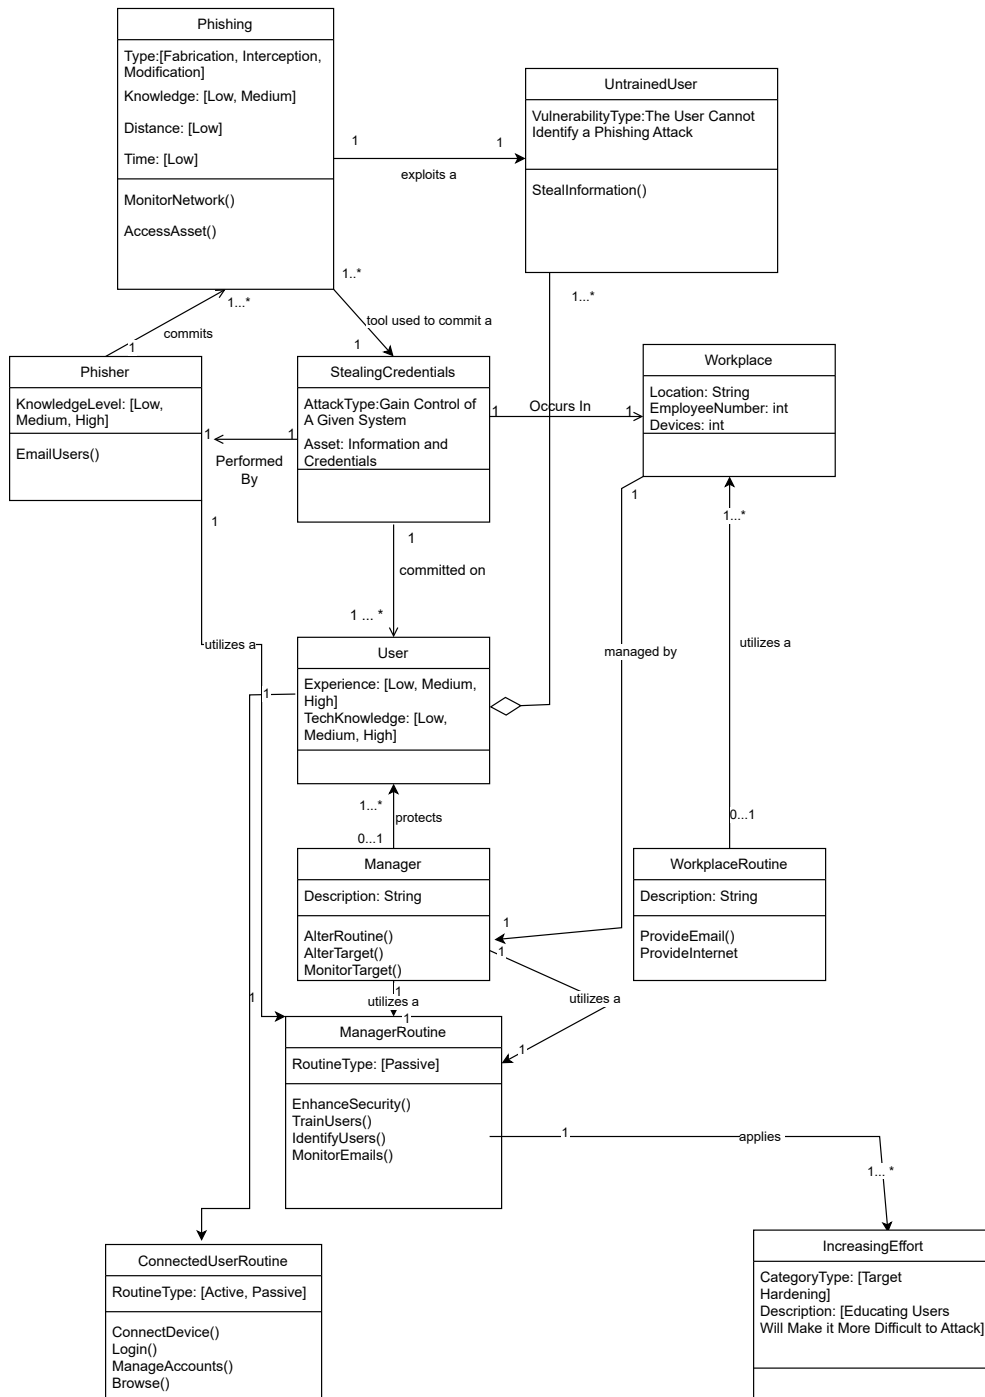 Phishing
Type:[Fabrication, Interception,
Modification]
Knowledge: [Low, Medium]
Distance: [Low]
Time: [Low]
MonitorNetwork()
AccessAsset()
UntrainedUser
VulnerabilityType:The User Cannot
Identify a Phishing Attack
StealInformation()
1
1
exploits a
1..*
1...*
1...*
tool used to commit a
commits
1
1
Phisher
KnowledgeLevel: [Low,
Medium, High]
EmailUsers()
StealingCredentials
AttackType:Gain Control of
A Given System
Asset: Information and
Credentials
Workplace
Location: String
EmployeeNumber: int
Devices: int
1
Occurs In
1
1
1
Performed
By
1
1
1
1...*
committed on
1 ... *
utilizes a
managed by
utilizes a
User
Experience: [Low, Medium,
High]
TechKnowledge: [Low,
Medium, High]
1
1...*
protects
0...1
0...1
Manager
Description: String
AlterRoutine()
AlterTarget()
MonitorTarget()
WorkplaceRoutine
Description: String
ProvideEmail()
ProvideInternet
1
1
1
1
utilizes a
utilizes a
1
1
ManagerRoutine
RoutineType: [Passive]
EnhanceSecurity()
TrainUsers()
IdentifyUsers()
MonitorEmails()
1
applies
1... *
ConnectedUserRoutine
RoutineType: [Active, Passive]
ConnectDevice()
Login()
ManageAccounts()
Browse()
IncreasingEffort
CategoryType: [Target
Hardening]
Description: [Educating Users
Will Make it More Difficult to Attack]